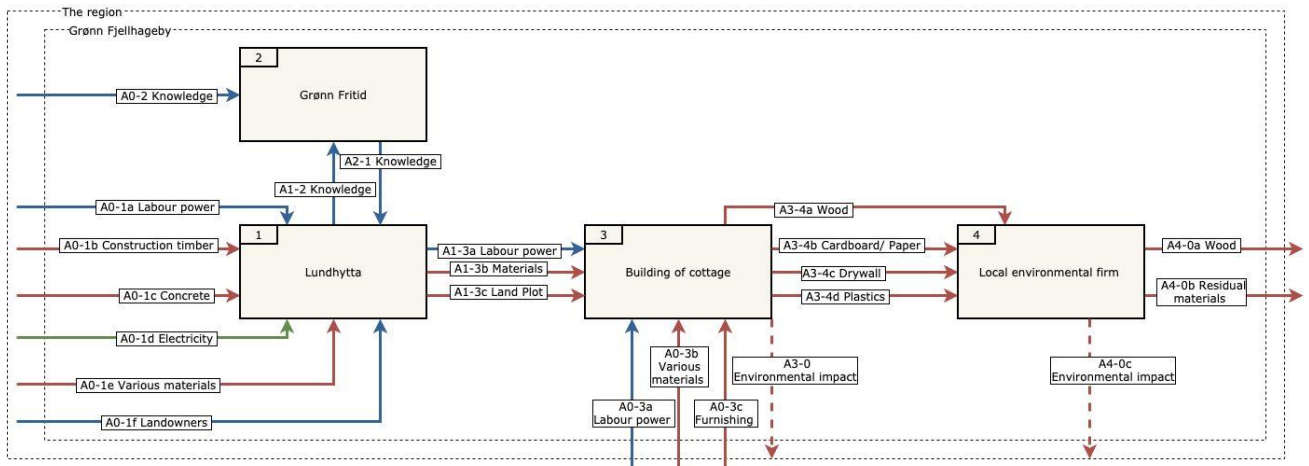 The region
Grønn Fjellhageby
2
Grønn Fritid
A0-2 Knowledge
A2-1 Knowledge
A1-2 Knowledge
A0-1a Labour power
A0-1b Construction timber
A0-1c Concrete
A0-1d Electricity
A0-1e Various materials
A0-1f Landowners
1
Lundhytta
A1-3a Labour power
A1-3b Materials
A1-3c Land Plot
3
Building of cottage
A3-4a Wood
A3-4b Cardboard/ Paper
A3-4c Drywall
A3-4d Plastics
4
Local environmental firm
A4-0a Wood
A4-0b Residual
materials
A0-3a
Labour power
A0-3b
Various
materials
A0-3c
Furnishing
A3-0
Environmental impact
A4-0c
Environmental impact